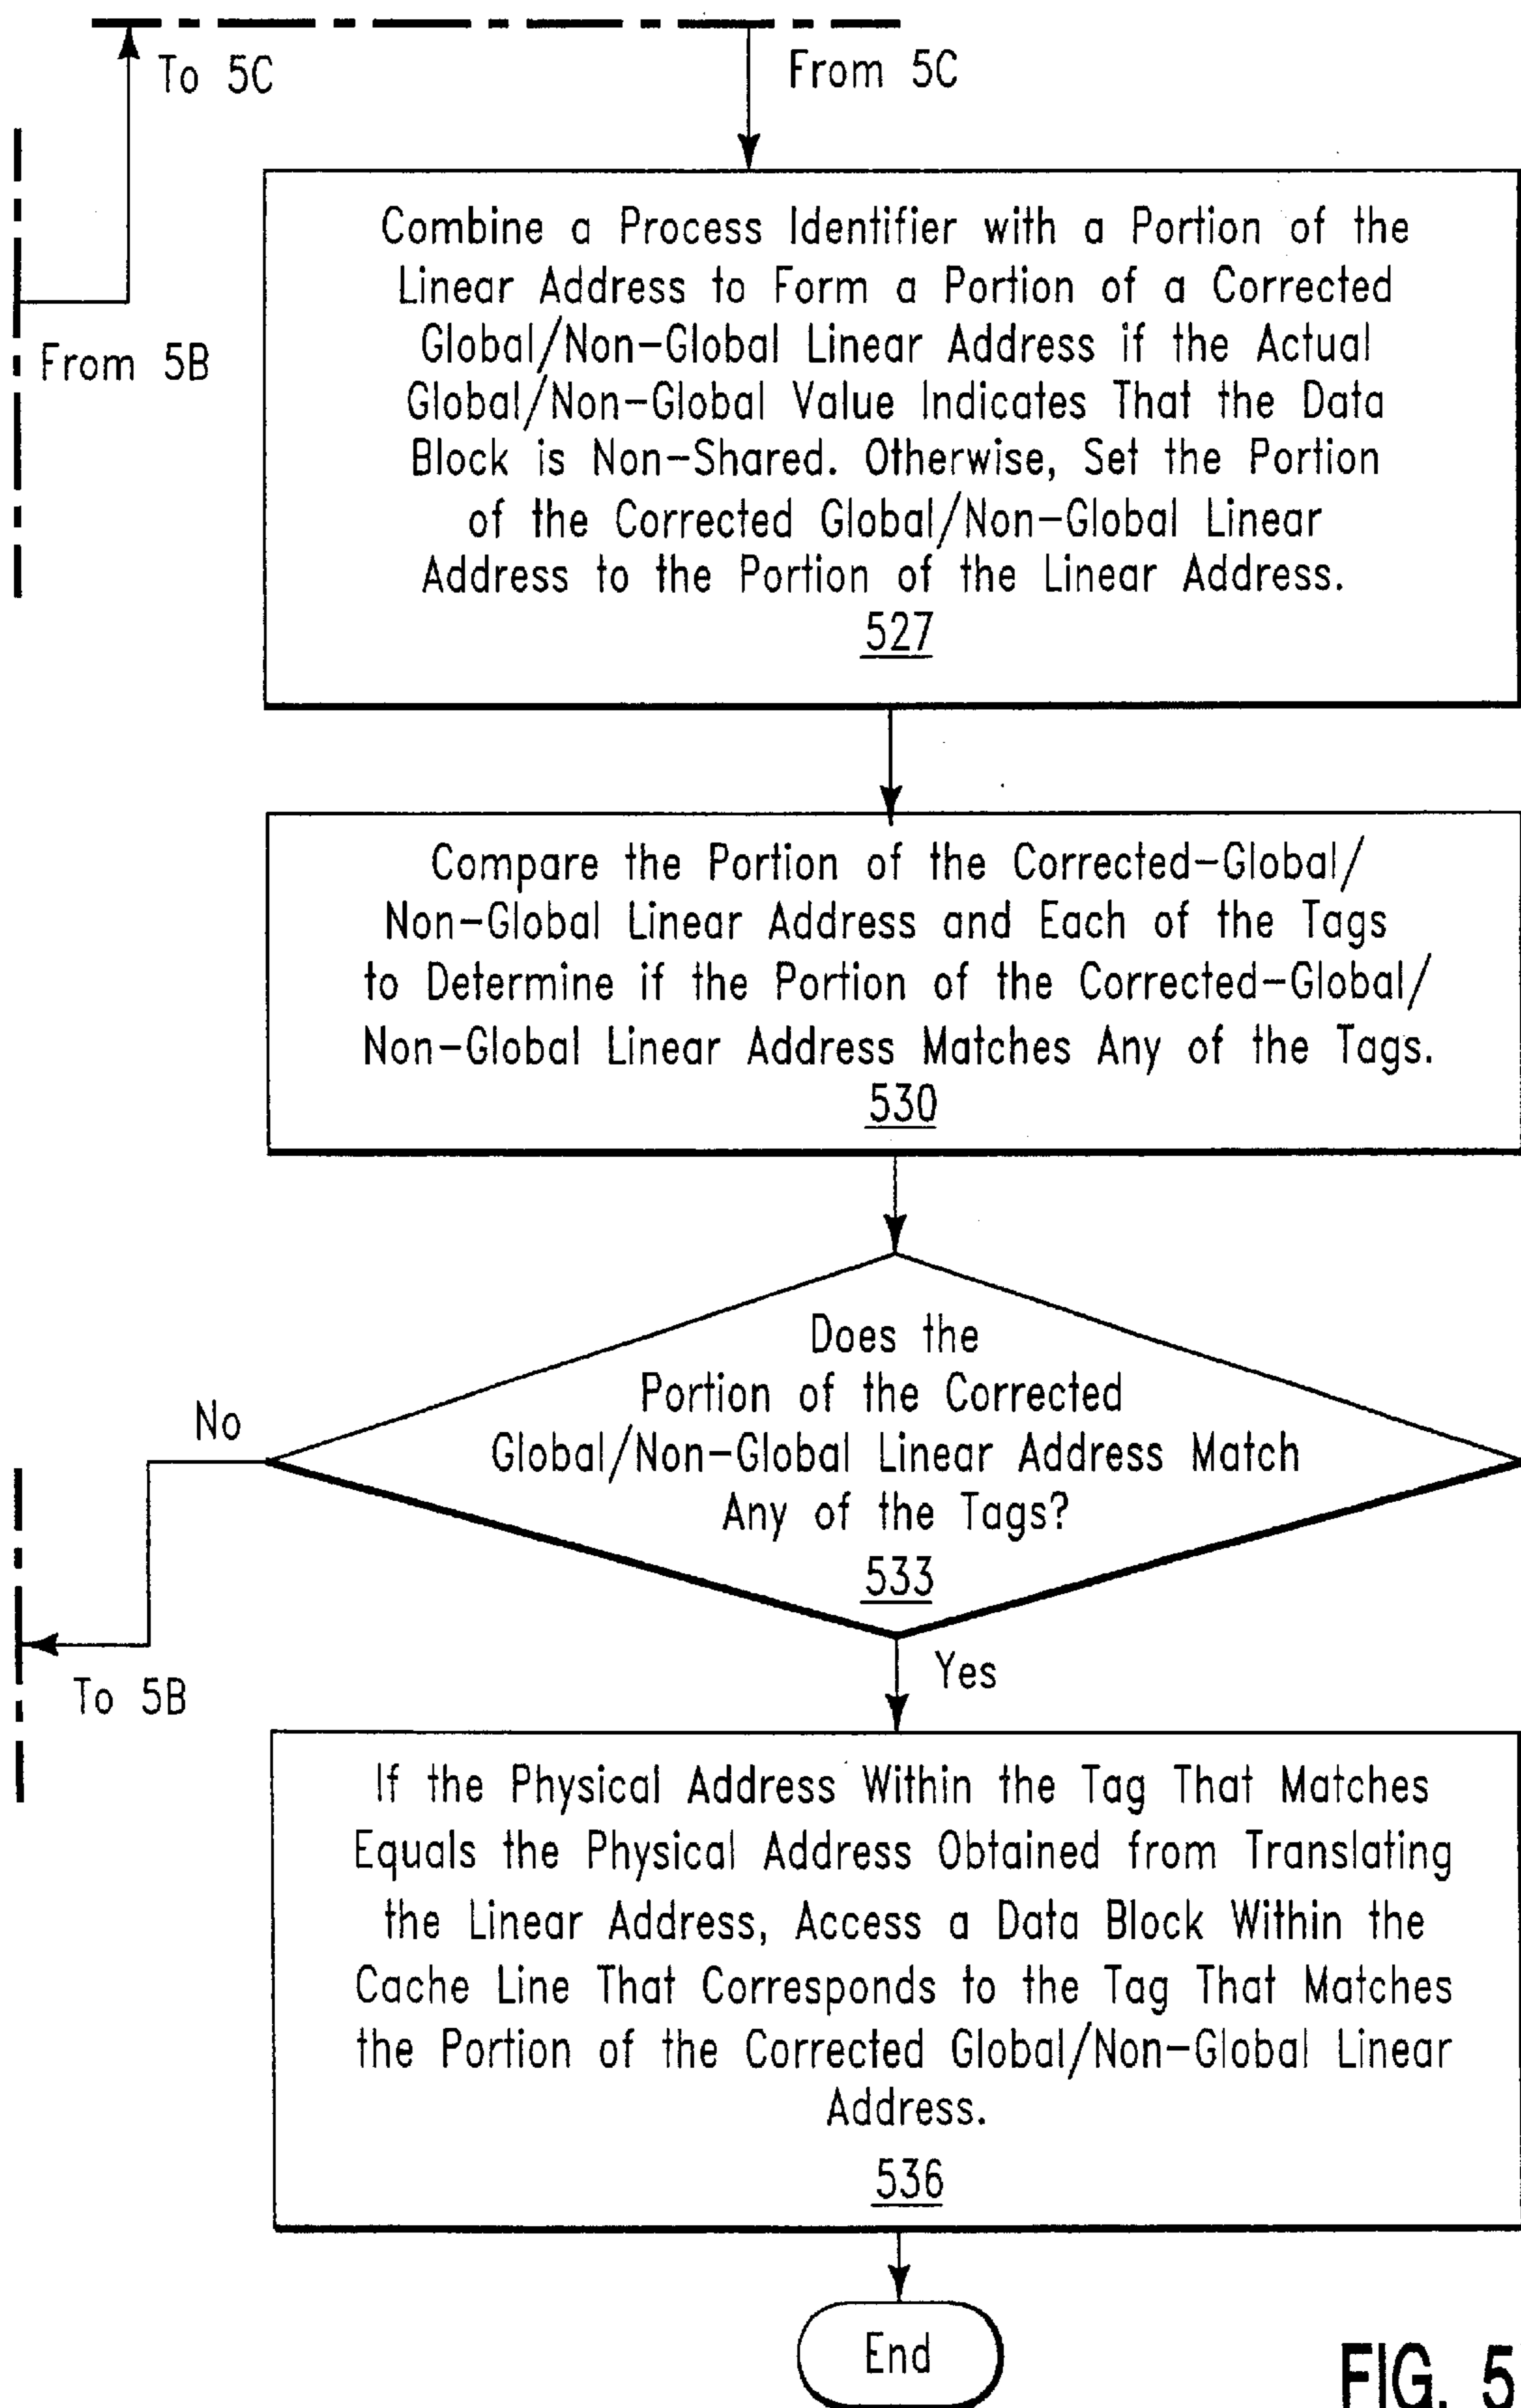 To 5C
From 5C
From 5B
Combine a Process Identifier with a Portion of the
Linear Address to Form a Portion of a Corrected
Global/Non-Global Linear Address if the Actual
Global/Non-Global Value Indicates That the Data
Block is Non-Shared. Otherwise, Set the Portion
of the Corrected Global/Non-Global Linear
Address to the Portion of the Linear Address.
527
Compare the Portion of the Corrected-Global/
Non-Global Linear Address and Each of the Tags
to Determine if the Portion of the Corrected-Global/
Non-Global Linear Address Matches Any of the Tags.
530
Does the
Portion of the Corrected
Global/Non-Global Linear Address Match
Any of the Tags?
533
No
To 5B
Yes
If the Physical Address Within the Tag That Matches
Equals the Physical Address Obtained from Translating
the Linear Address, Access a Data Block Within the
Cache Line That Corresponds to the Tag That Matches
the Portion of the Corrected Global/Non-Global Linear
Address.
536
End
FIG. 5